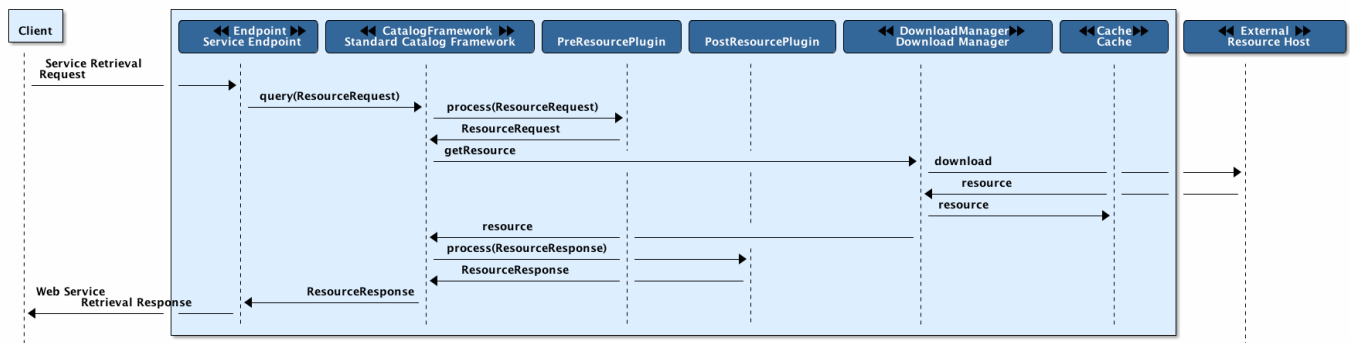 Client
Endpoint
Service Endpoint
CatalogFramework
Standard Catalog Framework
PreResourcePlugin
PostResourcePlugin
DownloadManager
Download Manager
Cache
Cache
External
Resource Host
Service Retrieval
Request
query(ResourceRequest)
process(ResourceRequest)
ResourceRequest
getResource
download
resource
resource
resource
process(ResourceResponse)
ResourceResponse
ResourceResponse
Web Service
Retrieval Response